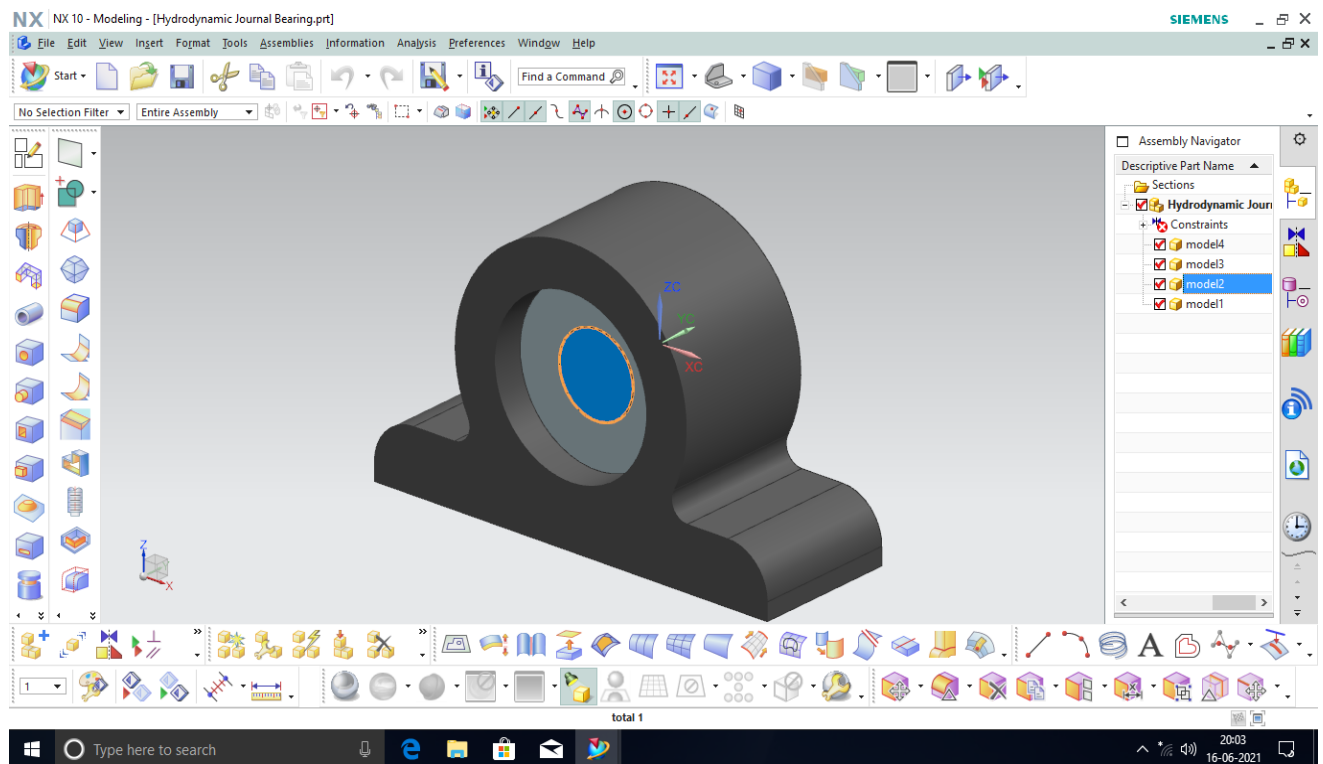 NX NX 10 - Modeling - [Hydrodynamic Journal Bearing.prt] SIEMENS
File Edit View Insert Format Tools Assemblies Information Analysis Preferences Window Help
Start Find a Command
No Selection Filter Entire Assembly
Assembly Navigator
Descriptive Part Name
Sections
Hydrodynamic Jour
Constraints
model4
model3
model2
model1
ZC
YC
XC
Z
X
A
1
total 1
Type here to search
20:03
16-06-2021